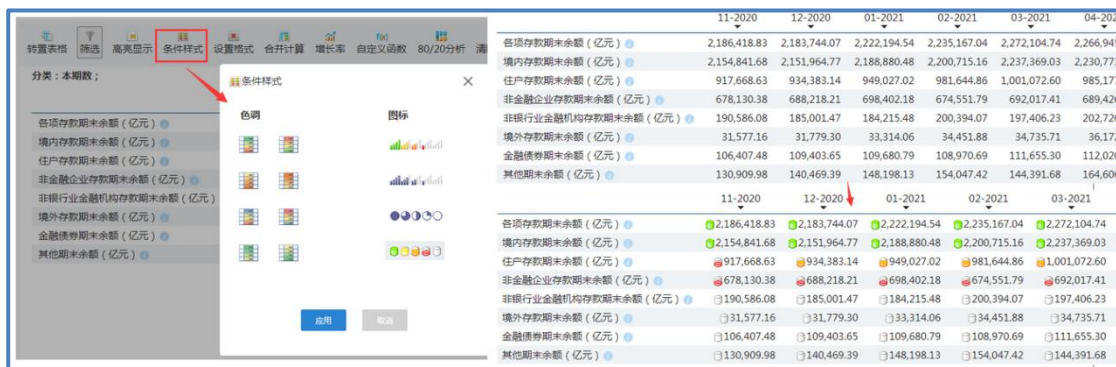 转置表格 筛选 高亮显示 条件样式 设置格式 合并计算 增长率 自定义函数 80/20分析
分类：本期数；
各项存款期末余额（亿元）
境内存款期末余额（亿元）
住户存款期末余额（亿元）
非金融企业存款期末余额（亿元）
非银行业金融机构存款期末余额（亿元）
境外存款期末余额（亿元）
金融债券期末余额（亿元）
其他期末余额（亿元）
条件样式
色调 图标
应用 取消
11-2020 12-2020 01-2021 02-2021 03-2021
各项存款期末余额（亿元） 2,186,418.83 2,183,744.07 2,222,194.54 2,235,167.04 2,272,104.74 2,266,94
境内存款期末余额（亿元） 2,154,841.68 2,151,964.77 2,188,880.48 2,200,715.16 2,237,369.03 2,230,77
住户存款期末余额（亿元） 917,668.63 934,383.14 949,027.02 981,644.86 1,001,072.60 985,17
非金融企业存款期末余额（亿元） 678,130.38 688,218.21 698,402.18 674,551.79 692,017.41 689,42
非银行业金融机构存款期末余额（亿元） 190,586.08 185,001.47 184,215.48 200,394.07 197,406.23 202,72
境外存款期末余额（亿元） 31,577.16 31,779.30 33,314.06 34,451.88 34,735.71 36,17
金融债券期末余额（亿元） 106,407.48 109,403.65 109,680.79 108,970.69 111,655.30 112,02
其他期末余额（亿元） 130,909.98 140,469.39 148,198.13 154,047.42 144,391.68 164,60
11-2020 12-2020 01-2021 02-2021 03-2021
各项存款期末余额（亿元） 2,186,418.83 2,183,744.07 2,222,194.54 2,235,167.04 2,272,104.74
境内存款期末余额（亿元） 2,154,841.68 2,151,964.77 2,188,880.48 2,200,715.16 2,237,369.03
住户存款期末余额（亿元） 917,668.63 934,383.14 949,027.02 981,644.86 1,001,072.60
非金融企业存款期末余额（亿元） 678,130.38 688,218.21 698,402.18 674,551.79 692,017.41
非银行业金融机构存款期末余额（亿元） 190,586.08 185,001.47 184,215.48 200,394.07 197,406.23
境外存款期末余额（亿元） 31,577.16 31,779.30 33,314.06 34,451.88 34,735.71
金融债券期末余额（亿元） 106,407.48 109,403.65 109,680.79 108,970.69 111,655.30
其他期末余额（亿元） 130,909.98 140,469.39 148,198.13 154,047.42 144,391.68